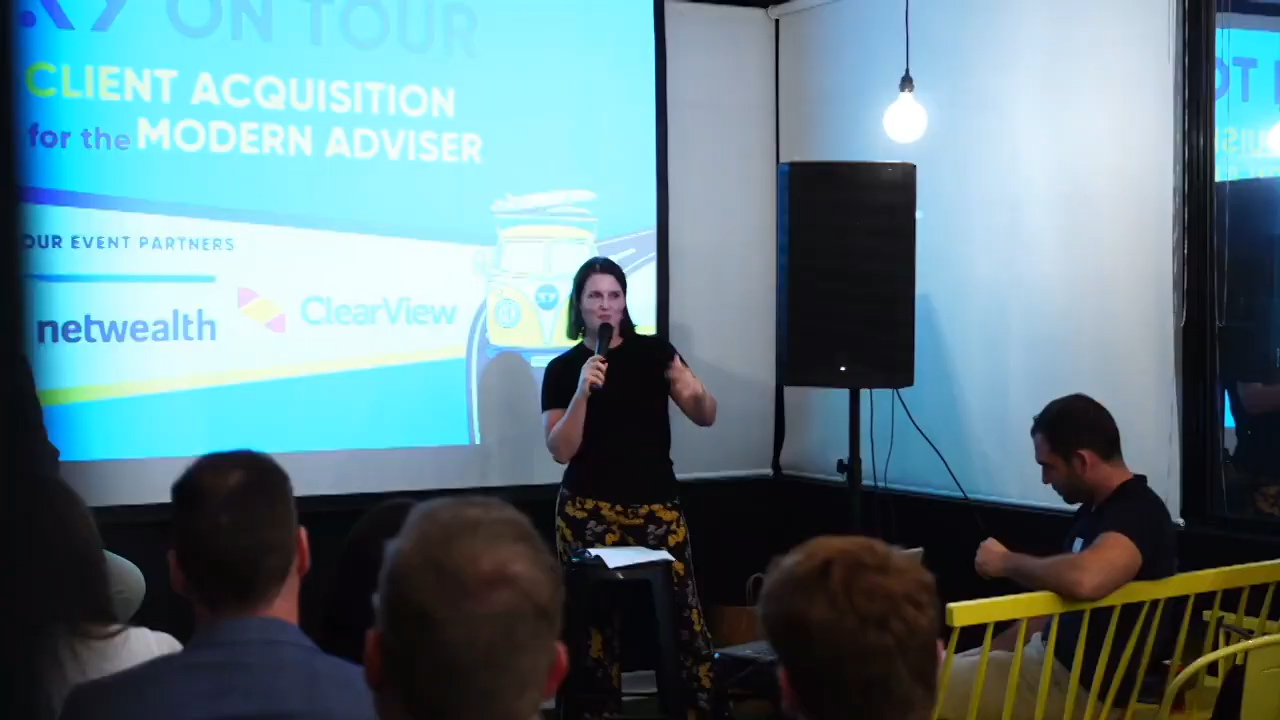 ON TOUR
CLIENT ACQUISITION
for the MODERN ADVISER
OUR EVENT PARTNERS
netwealth
ClearView